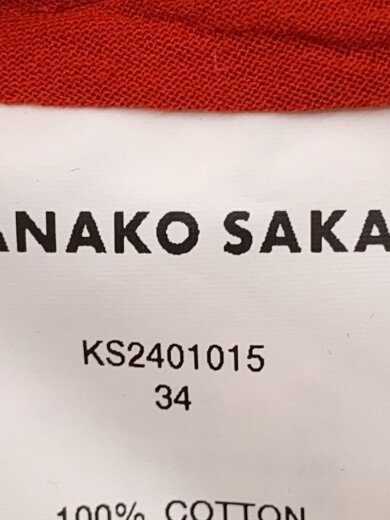 ANAKO SAKA
KS2401015
34
100% COTTON